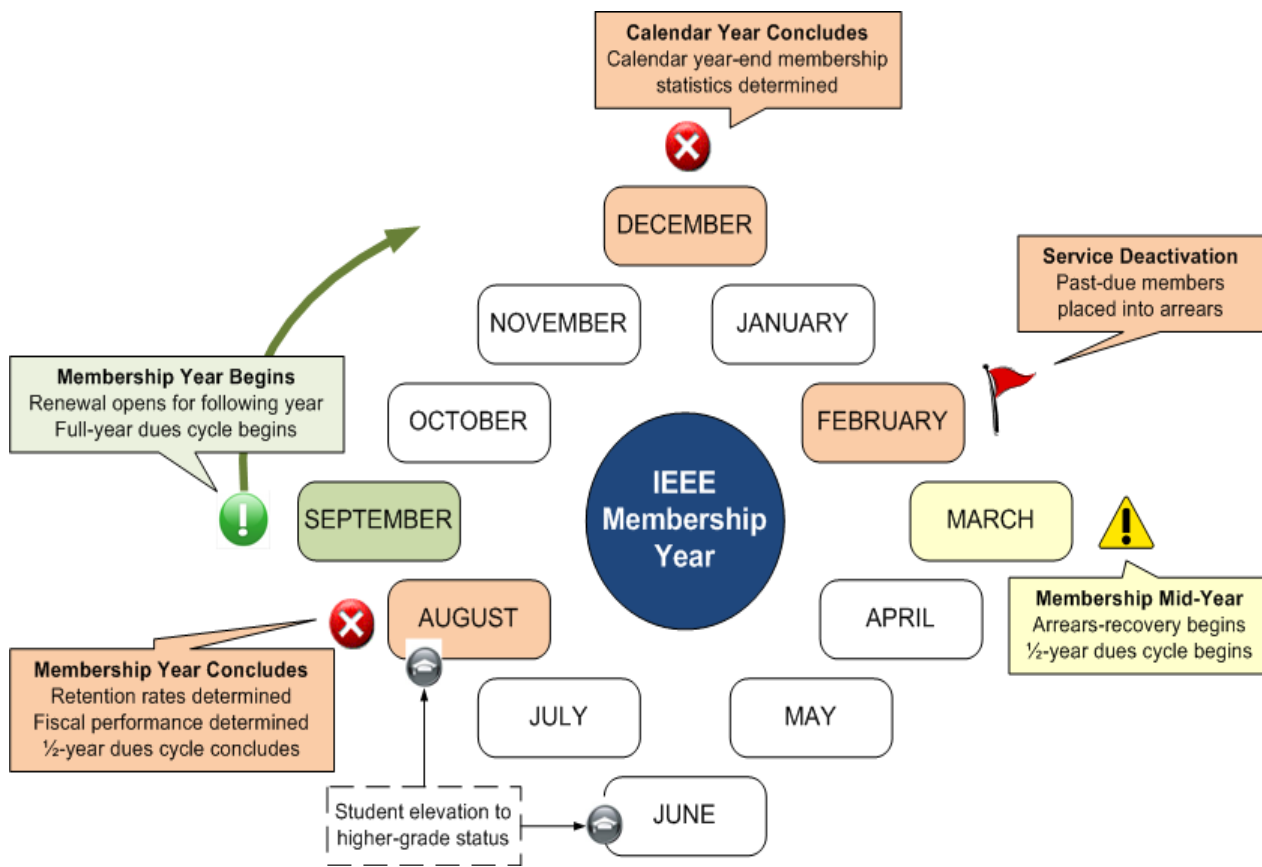 Calendar Year Concludes
Calendar year-end membership
statistics determined
DECEMBER
Service Deactivation
Past-due members
placed into arrears
NOVEMBER
JANUARY
Membership Year Begins
Renewal opens for following year
Full-year dues cycle begins
OCTOBER
FEBRUARY
IEEE
Membership
Year
SEPTEMBER
MARCH
Membership Mid-Year
Arrears-recovery begins
½-year dues cycle begins
AUGUST
APRIL
Membership Year Concludes
Retention rates determined
Fiscal performance determined
½-year dues cycle concludes
JULY
MAY
Student elevation to
higher-grade status
JUNE